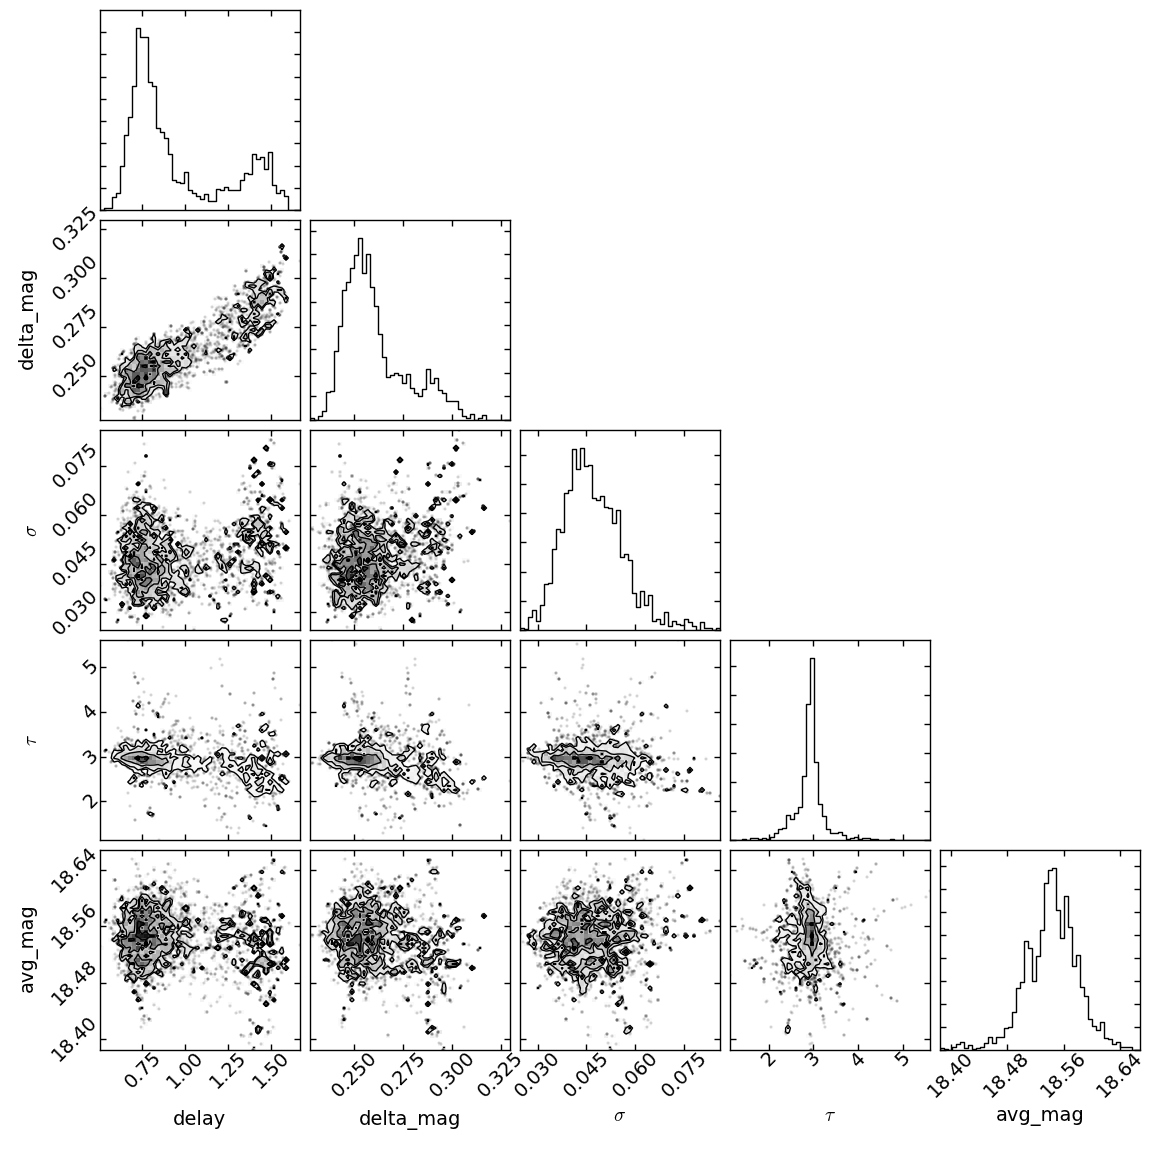 0.325
0.300
0.275
0.250
delta_mag
0.075
0.060
0.045
0.030
σ
5
4
3
2
τ
18.64
18.56
18.48
18.40
avg_mag
0.75 1.00 1.25 1.50
0.250 0.275 0.300 0.325
0.030 0.045 0.060 0.075
2 3 4 5
18.40 18.48 18.56 18.64
delay delta_mag σ τ avg_mag